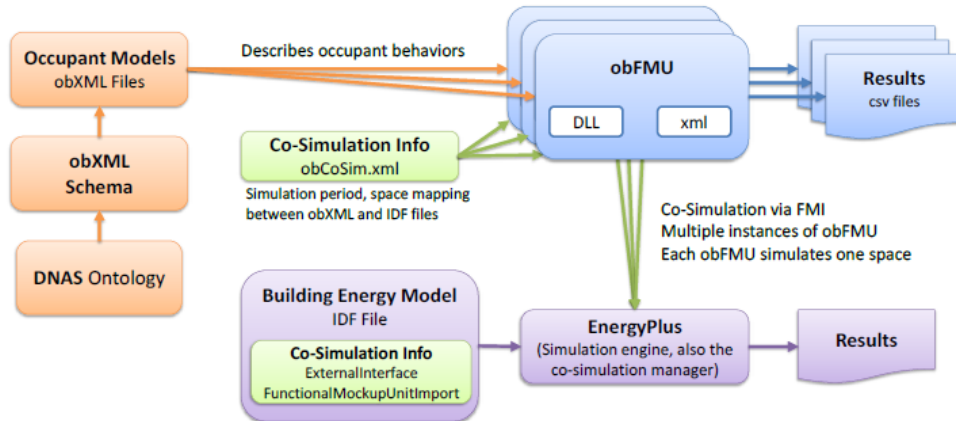 Occupant Models
obXML Files
Describes occupant behaviors
obFMU
DLL
xml
Results
csv files
obXML
Schema
Co-Simulation Info
obCoSim.xml
Simulation period, space mapping
between obXML and IDF files
DNAS Ontology
Co-Simulation via FMI
Multiple instances of obFMU
Each obFMU simulates one space
Building Energy Model
IDF File
Co-Simulation Info
ExternalInterface
FunctionalMockupUnitImport
EnergyPlus
(Simulation engine, also the
co-simulation manager)
Results